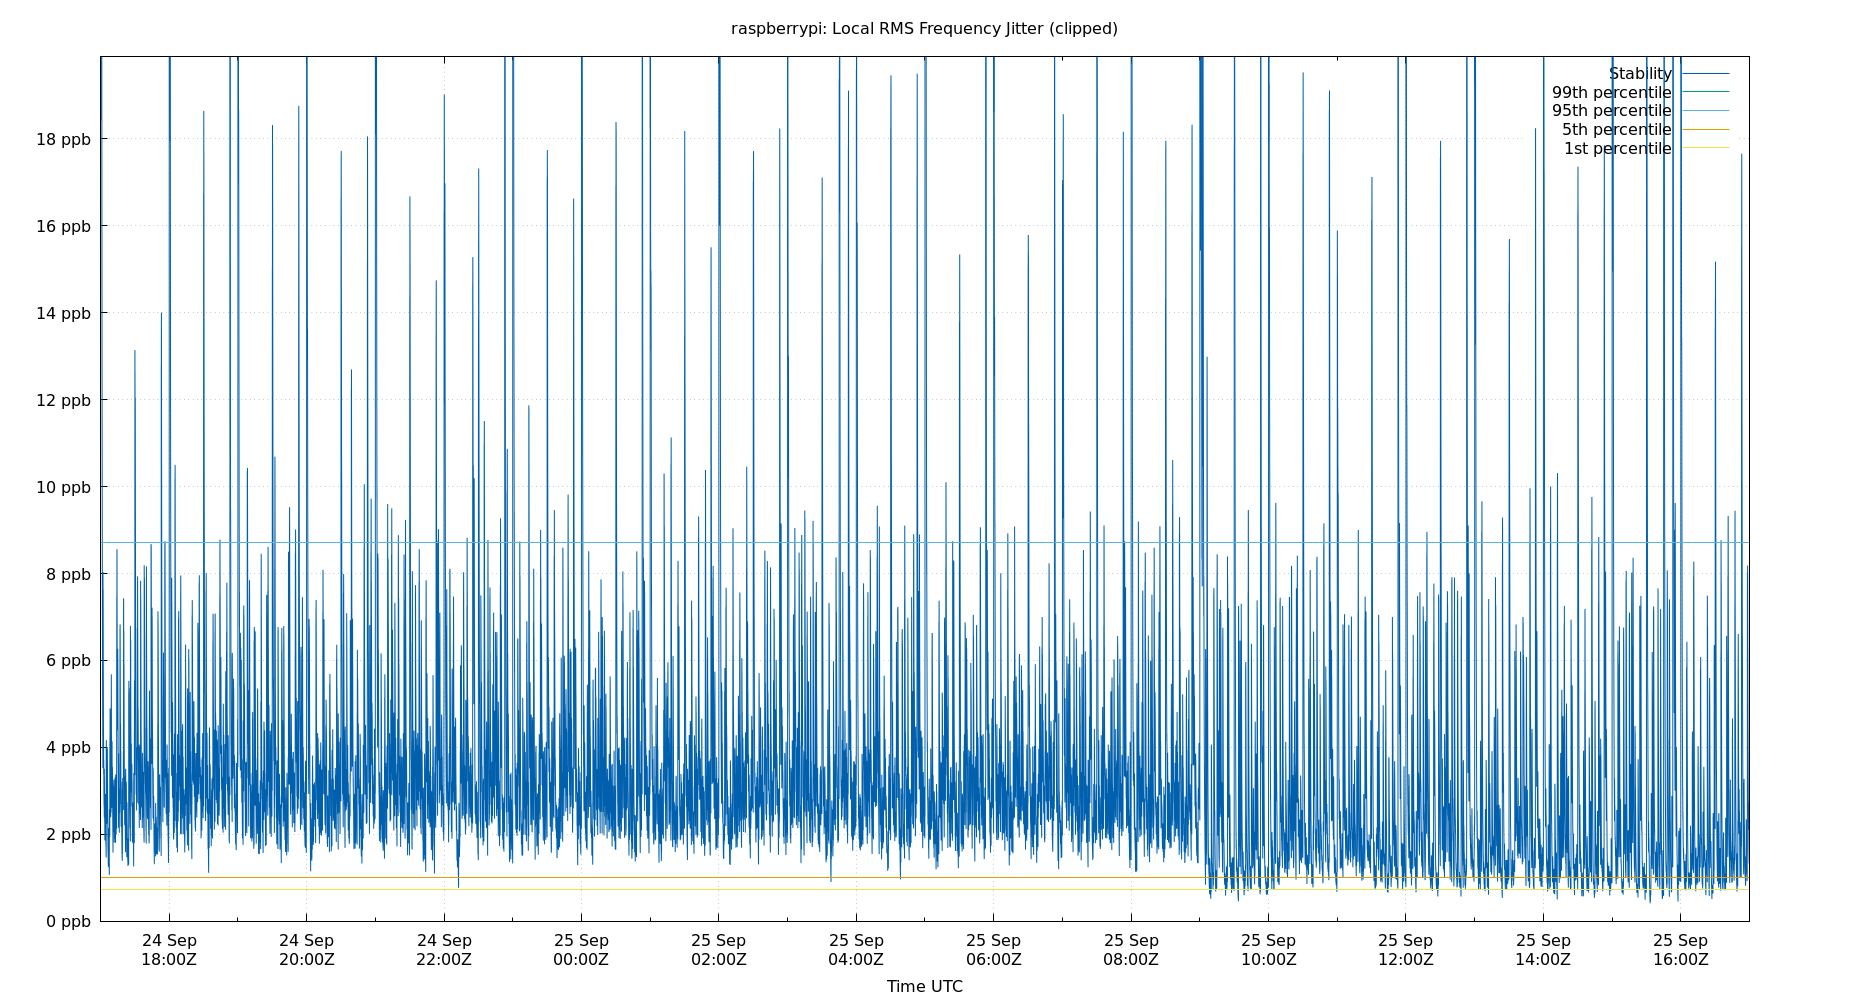 raspberrypi: Local RMS Frequency Jitter (clipped)
Stability
99th percentile
95th percentile
5th percentile
1st percentile
18 ppb
16 ppb
14 ppb
12 ppb
10 ppb
8 ppb
6 ppb
4 ppb
2 ppb
0 ppb
24 Sep 24 Sep 24 Sep 25 Sep 25 Sep 25 Sep 25 Sep 25 Sep 25 Sep 25 Sep 25 Sep 25 Sep
18:00Z 20:00Z 22:00Z 00:00Z 02:00Z 04:00Z 06:00Z 08:00Z 10:00Z 12:00Z 14:00Z 16:00Z
Time UTC